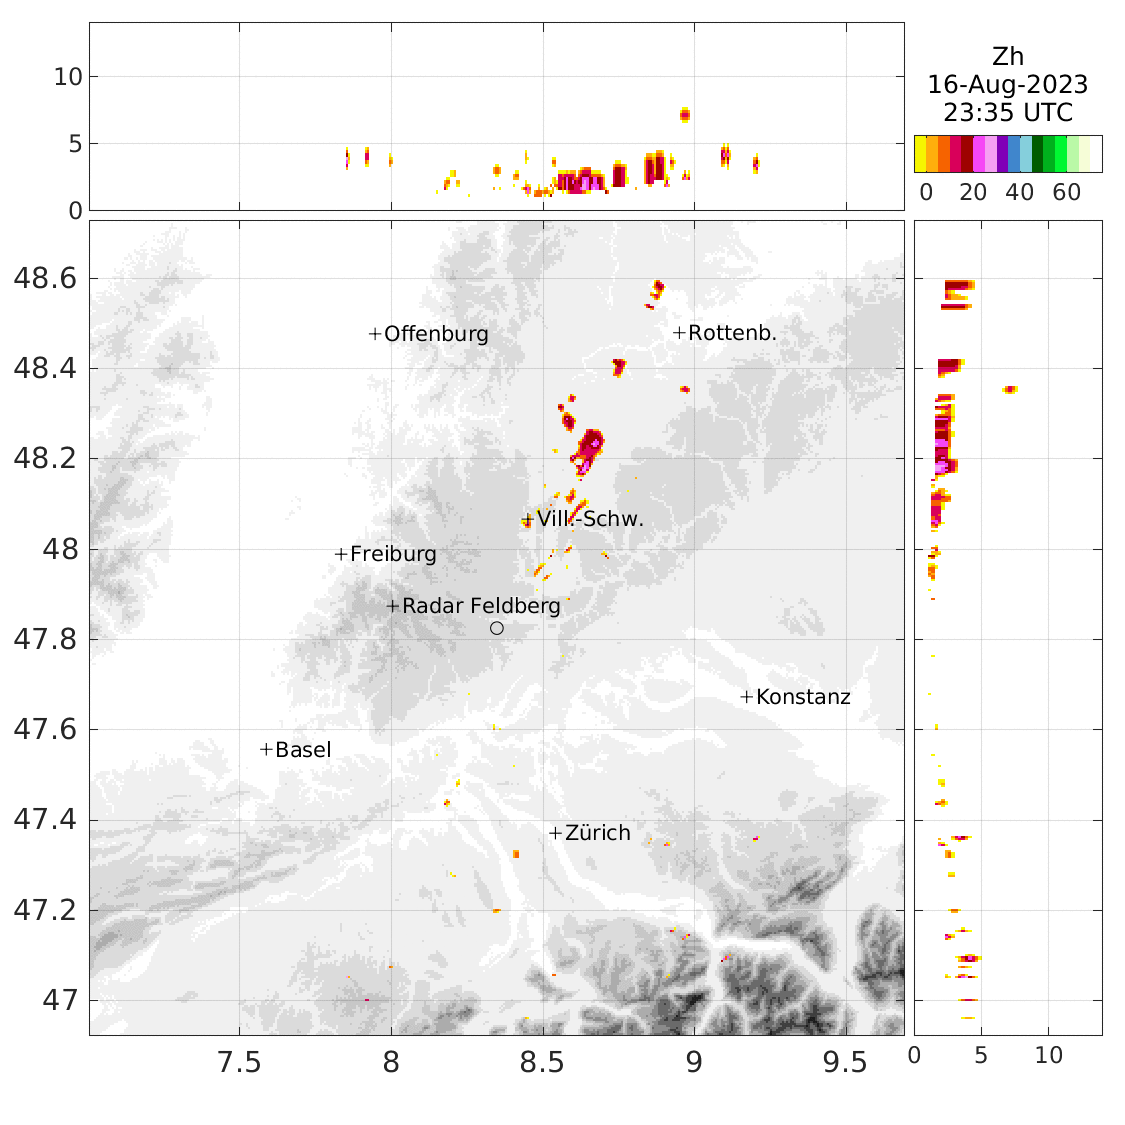 10
5
0
Zh
16-Aug-2023
23:35 UTC
0 20 40 60
48.6
48.4
48.2
48
47.8
47.6
47.4
47.2
47
Offenburg
Rottenb.
Vill.-Schw.
Freiburg
Radar Feldberg
Konstanz
Basel
Zürich
7.5 8 8.5 9 9.5
0 5 10